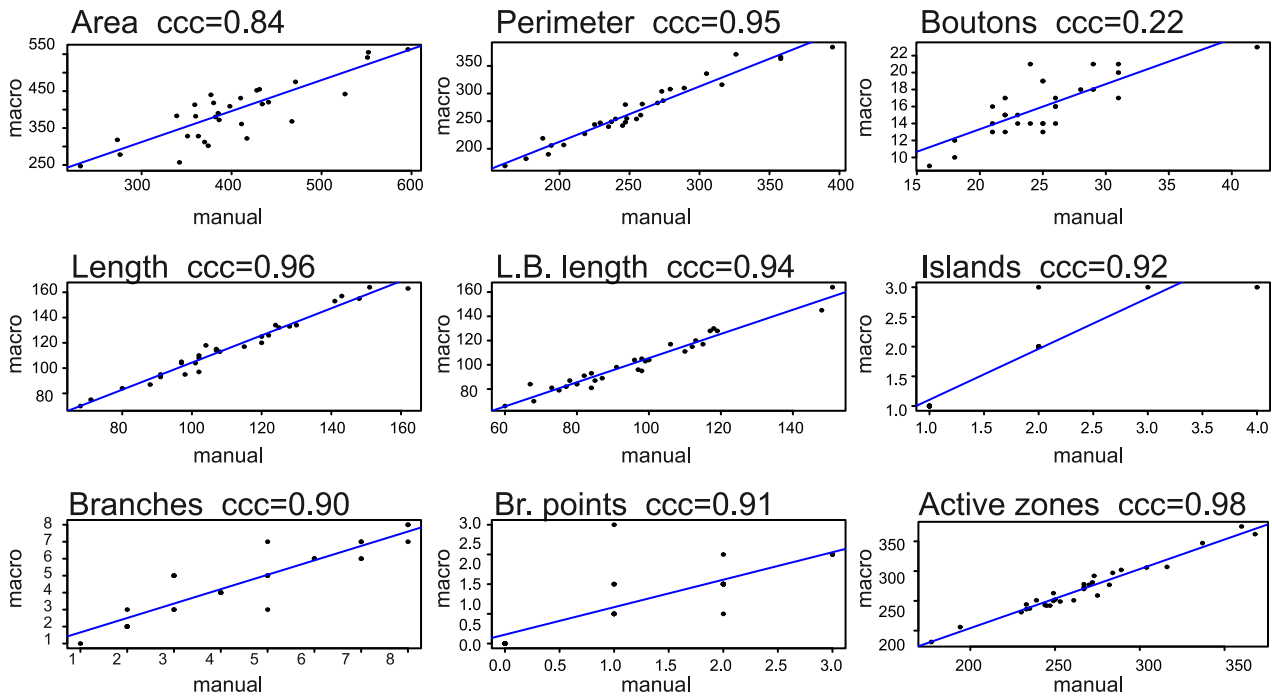 Area ccc=0.84
Perimeter ccc=0.95
Boutons ccc=0.22
macro
550
450
350
250
300 400 500 600
manual
macro
350
300
250
200
200 250 300 350 400
manual
macro
22
20
18
16
14
12
10
15 20 25 30 35 40
manual
Length ccc=0.96
L.B. length ccc=0.94
Islands ccc=0.92
macro
160
140
120
100
80
80 100 120 140 160
manual
macro
160
140
120
100
80
60 80 100 120 140
manual
macro
3.0
2.5
2.0
1.5
1.0
1.0 1.5 2.0 2.5 3.0 3.5 4.0
manual
Branches ccc=0.90
Br. points ccc=0.91
Active zones ccc=0.98
macro
8
7
6
5
4
3
2
1
1 2 3 4 5 6 7 8
manual
macro
3.0
2.5
2.0
1.5
1.0
0.5
0.0
0.0 0.5 1.0 1.5 2.0 2.5 3.0
manual
macro
350
300
250
200
200 250 300 350
manual